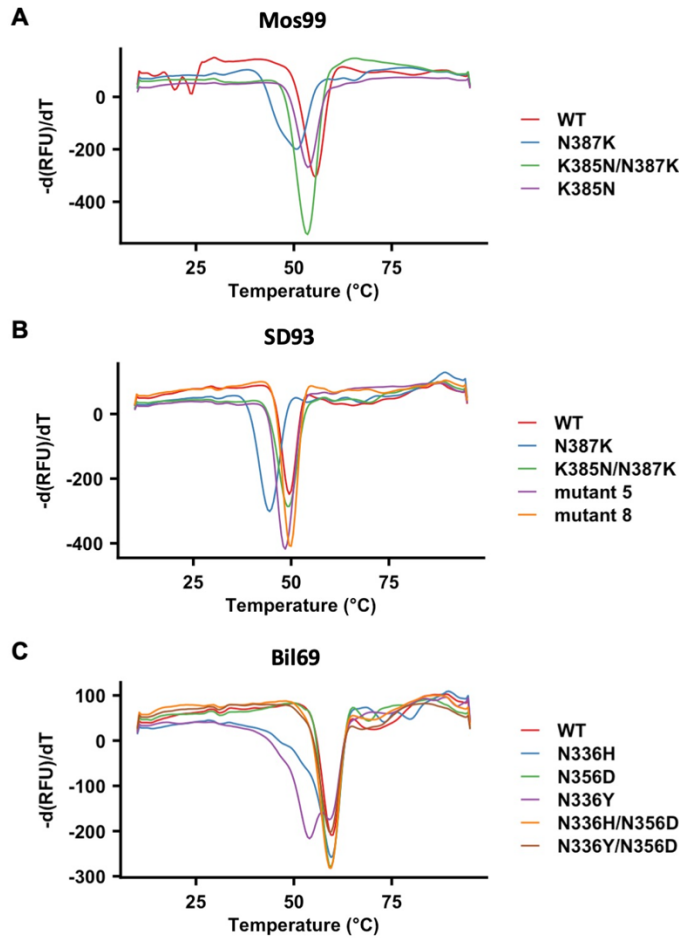 A
Mos99
0
-200
-400
-d(RFU)/dT
25 50 75
Temperature (°C)
WT
N387K
K385N/N387K
K385N
B
SD93
0
-200
-400
-d(RFU)/dT
25 50 75
Temperature (°C)
WT
N387K
K385N/N387K
mutant 5
mutant 8
C
Bil69
100
0
-100
-200
-300
-d(RFU)/dT
25 50 75
Temperature (°C)
WT
N336H
N356D
N336Y
N336H/N356D
N336Y/N356D